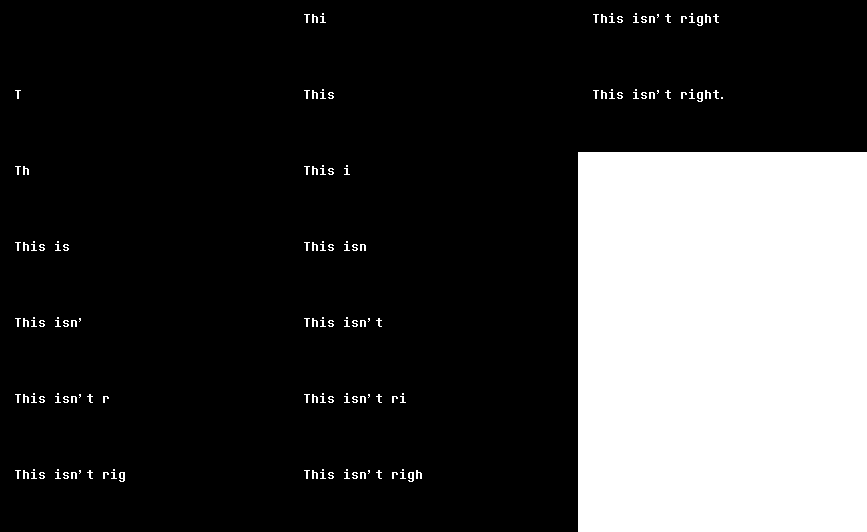 Thi
This isn't right
T
This
This isn't right.
Th
This i
This is
This isn
This isn'
This isn't
This isn't r
This isn't ri
This isn't rig
This isn't righ